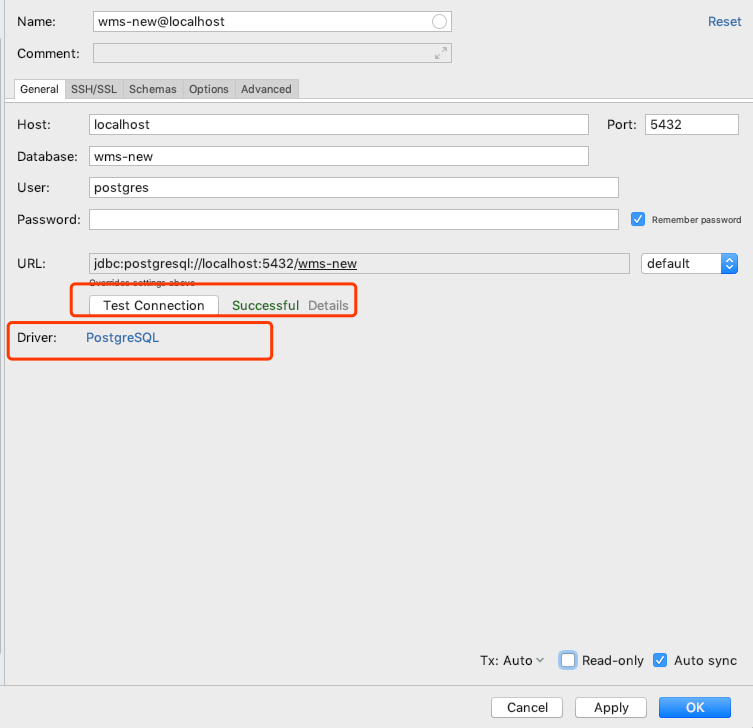 Name: wms-new@localhost Reset
Comment:
General SSH/SSL Schemas Options Advanced
Host: localhost Port: 5432
Database: wms-new
User: postgres
Password: Remember password
URL: jdbc:postgresql://localhost:5432/wms-new default
Overrides settings above
Test Connection Successful Details
Driver: PostgreSQL
Tx: Auto Read-only Auto sync
Cancel Apply OK